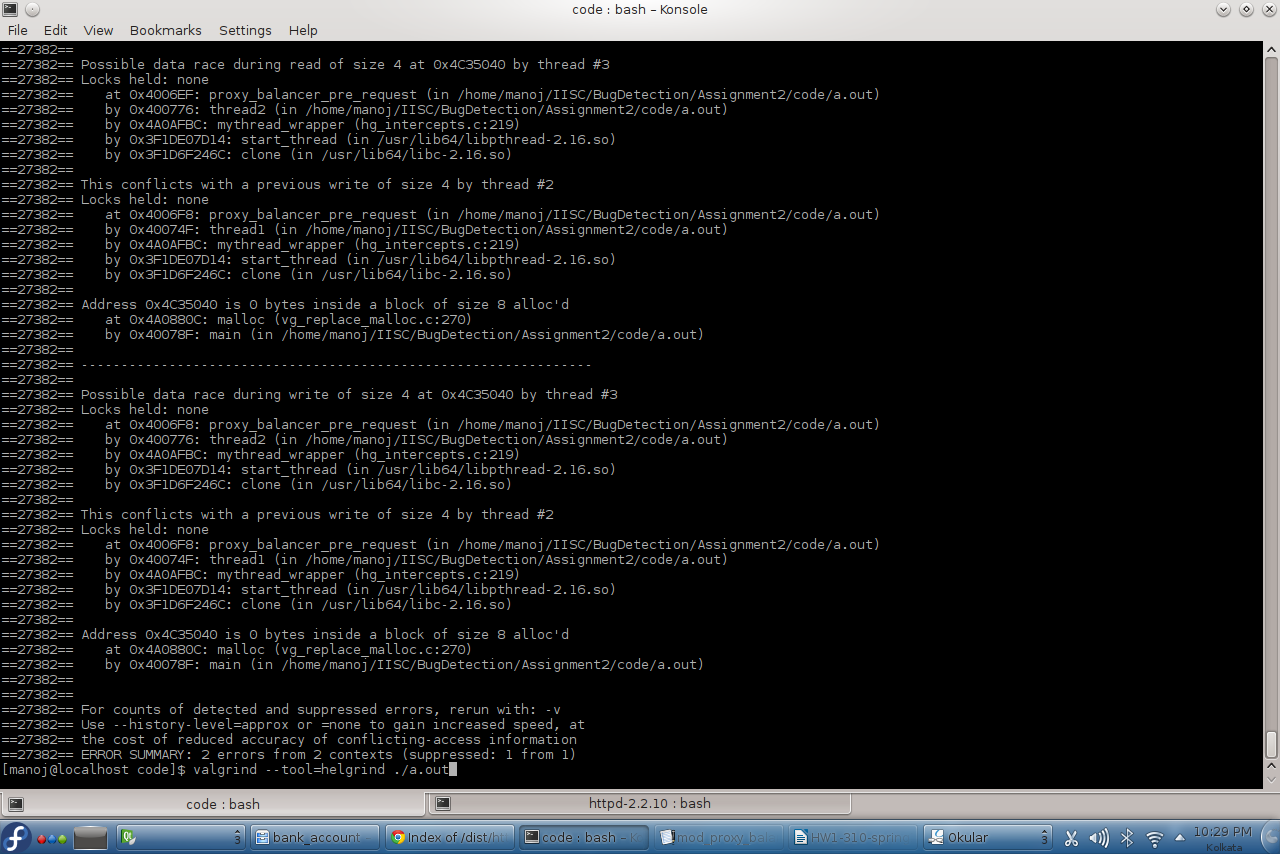 code : bash – Konsole
File Edit View Bookmarks Settings Help
==27382==
==27382== Possible data race during read of size 4 at 0x4C35040 by thread #3
==27382== Locks held: none
==27382==    at 0x4006EF: proxy_balancer_pre_request (in /home/manoj/IISC/BugDetection/Assignment2/code/a.out)
==27382==    by 0x400776: thread2 (in /home/manoj/IISC/BugDetection/Assignment2/code/a.out)
==27382==    by 0x4A0AFBC: mythread_wrapper (hg_intercepts.c:219)
==27382==    by 0x3F1DE07D14: start_thread (in /usr/lib64/libpthread-2.16.so)
==27382==    by 0x3F1D6F246C: clone (in /usr/lib64/libc-2.16.so)
==27382==
==27382== This conflicts with a previous write of size 4 by thread #2
==27382== Locks held: none
==27382==    at 0x4006F8: proxy_balancer_pre_request (in /home/manoj/IISC/BugDetection/Assignment2/code/a.out)
==27382==    by 0x40074F: thread1 (in /home/manoj/IISC/BugDetection/Assignment2/code/a.out)
==27382==    by 0x4A0AFBC: mythread_wrapper (hg_intercepts.c:219)
==27382==    by 0x3F1DE07D14: start_thread (in /usr/lib64/libpthread-2.16.so)
==27382==    by 0x3F1D6F246C: clone (in /usr/lib64/libc-2.16.so)
==27382==
==27382== Address 0x4C35040 is 0 bytes inside a block of size 8 alloc'd
==27382==    at 0x4A0880C: malloc (vg_replace_malloc.c:270)
==27382==    by 0x40078F: main (in /home/manoj/IISC/BugDetection/Assignment2/code/a.out)
==27382==
==27382== ----------------------------------------------------------------
==27382==
==27382== Possible data race during write of size 4 at 0x4C35040 by thread #3
==27382== Locks held: none
==27382==    at 0x4006F8: proxy_balancer_pre_request (in /home/manoj/IISC/BugDetection/Assignment2/code/a.out)
==27382==    by 0x400776: thread2 (in /home/manoj/IISC/BugDetection/Assignment2/code/a.out)
==27382==    by 0x4A0AFBC: mythread_wrapper (hg_intercepts.c:219)
==27382==    by 0x3F1DE07D14: start_thread (in /usr/lib64/libpthread-2.16.so)
==27382==    by 0x3F1D6F246C: clone (in /usr/lib64/libc-2.16.so)
==27382==
==27382== This conflicts with a previous write of size 4 by thread #2
==27382== Locks held: none
==27382==    at 0x4006F8: proxy_balancer_pre_request (in /home/manoj/IISC/BugDetection/Assignment2/code/a.out)
==27382==    by 0x40074F: thread1 (in /home/manoj/IISC/BugDetection/Assignment2/code/a.out)
==27382==    by 0x4A0AFBC: mythread_wrapper (hg_intercepts.c:219)
==27382==    by 0x3F1DE07D14: start_thread (in /usr/lib64/libpthread-2.16.so)
==27382==    by 0x3F1D6F246C: clone (in /usr/lib64/libc-2.16.so)
==27382==
==27382== Address 0x4C35040 is 0 bytes inside a block of size 8 alloc'd
==27382==    at 0x4A0880C: malloc (vg_replace_malloc.c:270)
==27382==    by 0x40078F: main (in /home/manoj/IISC/BugDetection/Assignment2/code/a.out)
==27382==
==27382==
==27382== For counts of detected and suppressed errors, rerun with: -v
==27382== Use --history-level=approx or =none to gain increased speed, at
==27382== the cost of reduced accuracy of conflicting-access information
==27382== ERROR SUMMARY: 2 errors from 2 contexts (suppressed: 1 from 1)
[manoj@localhost code]$ valgrind --tool=helgrind ./a.out
code : bash httpd-2.2.10 : bash
3 bank_account Index of /dist/ht code : bash – Ko mod_proxy_bal HW1-310-spring Okular 3 10:29 PM
Kolkata